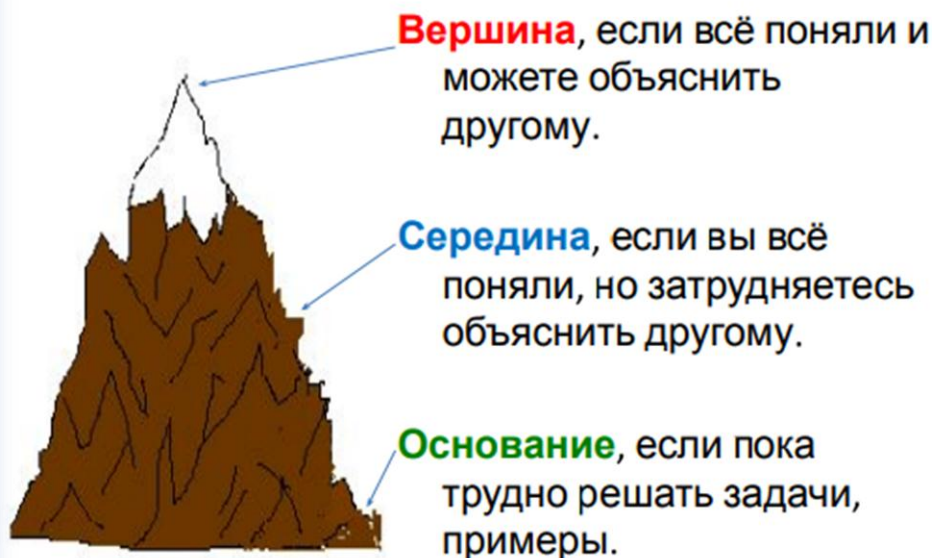 Вершина, если всё поняли и
можете объяснить
другому.
Середина, если вы всё
поняли, но затрудняетесь
объяснить другому.
Основание, если пока
трудно решать задачи,
примеры.